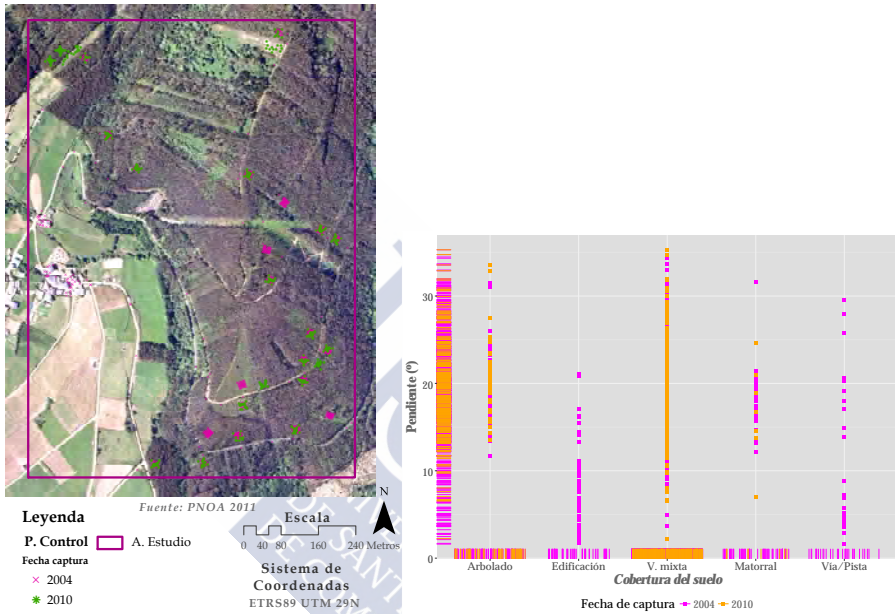 Fuente: PNOA 2011
Leyenda
P. Control
A. Estudio
Fecha captura
2004
2010
Escala
0 40 80 160 240 Metros
N
Sistema de
Coordenadas
ETRS89 UTM 29N
Pendiente (º)
30
20
10
0
Arbolado Edificación V. mixta Matorral Vía/Pista
Cobertura del suelo
Fecha de captura 2004 2010